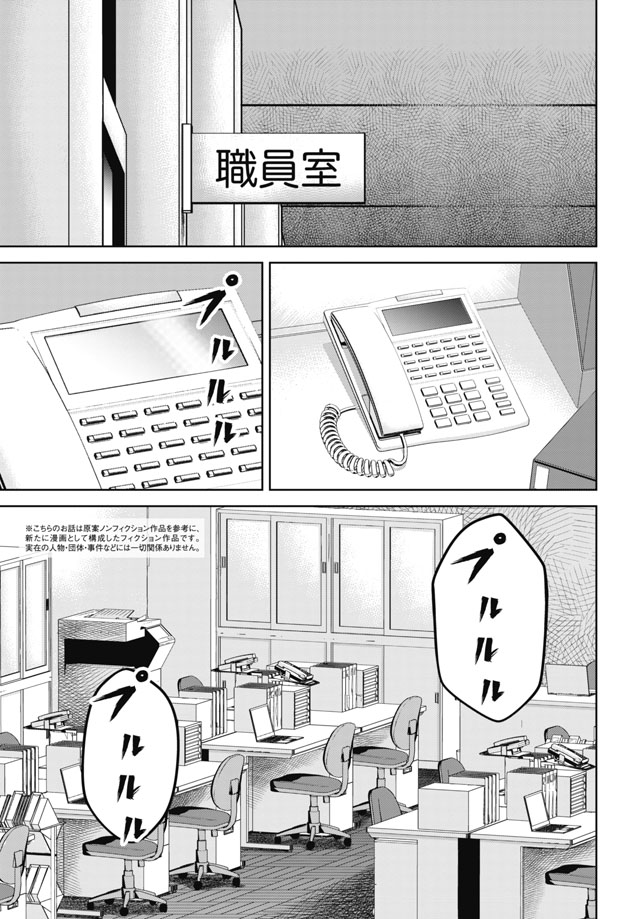 職員室
プルルルル
プルルルル
※こちらのお話は原案ノンフィクション作品を参考に、
新たに漫画として構成したフィクション作品です。
実在の人物・団体・事件などには一切関係ありません。
プルルルル